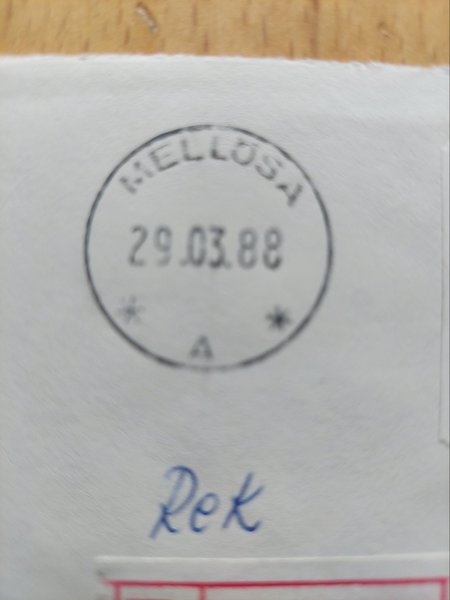 MELLÖSA
29.03.88
* A *
Rek